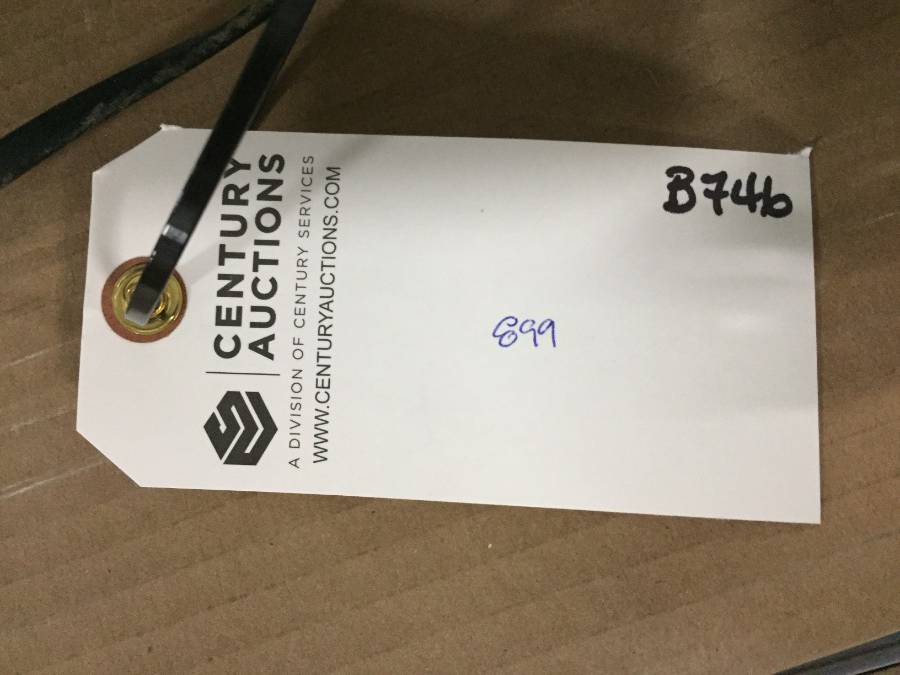 CENTURY
AUCTIONS
A DIVISION OF CENTURY SERVICES
WWW.CENTURYAUCTIONS.COM
B746
899